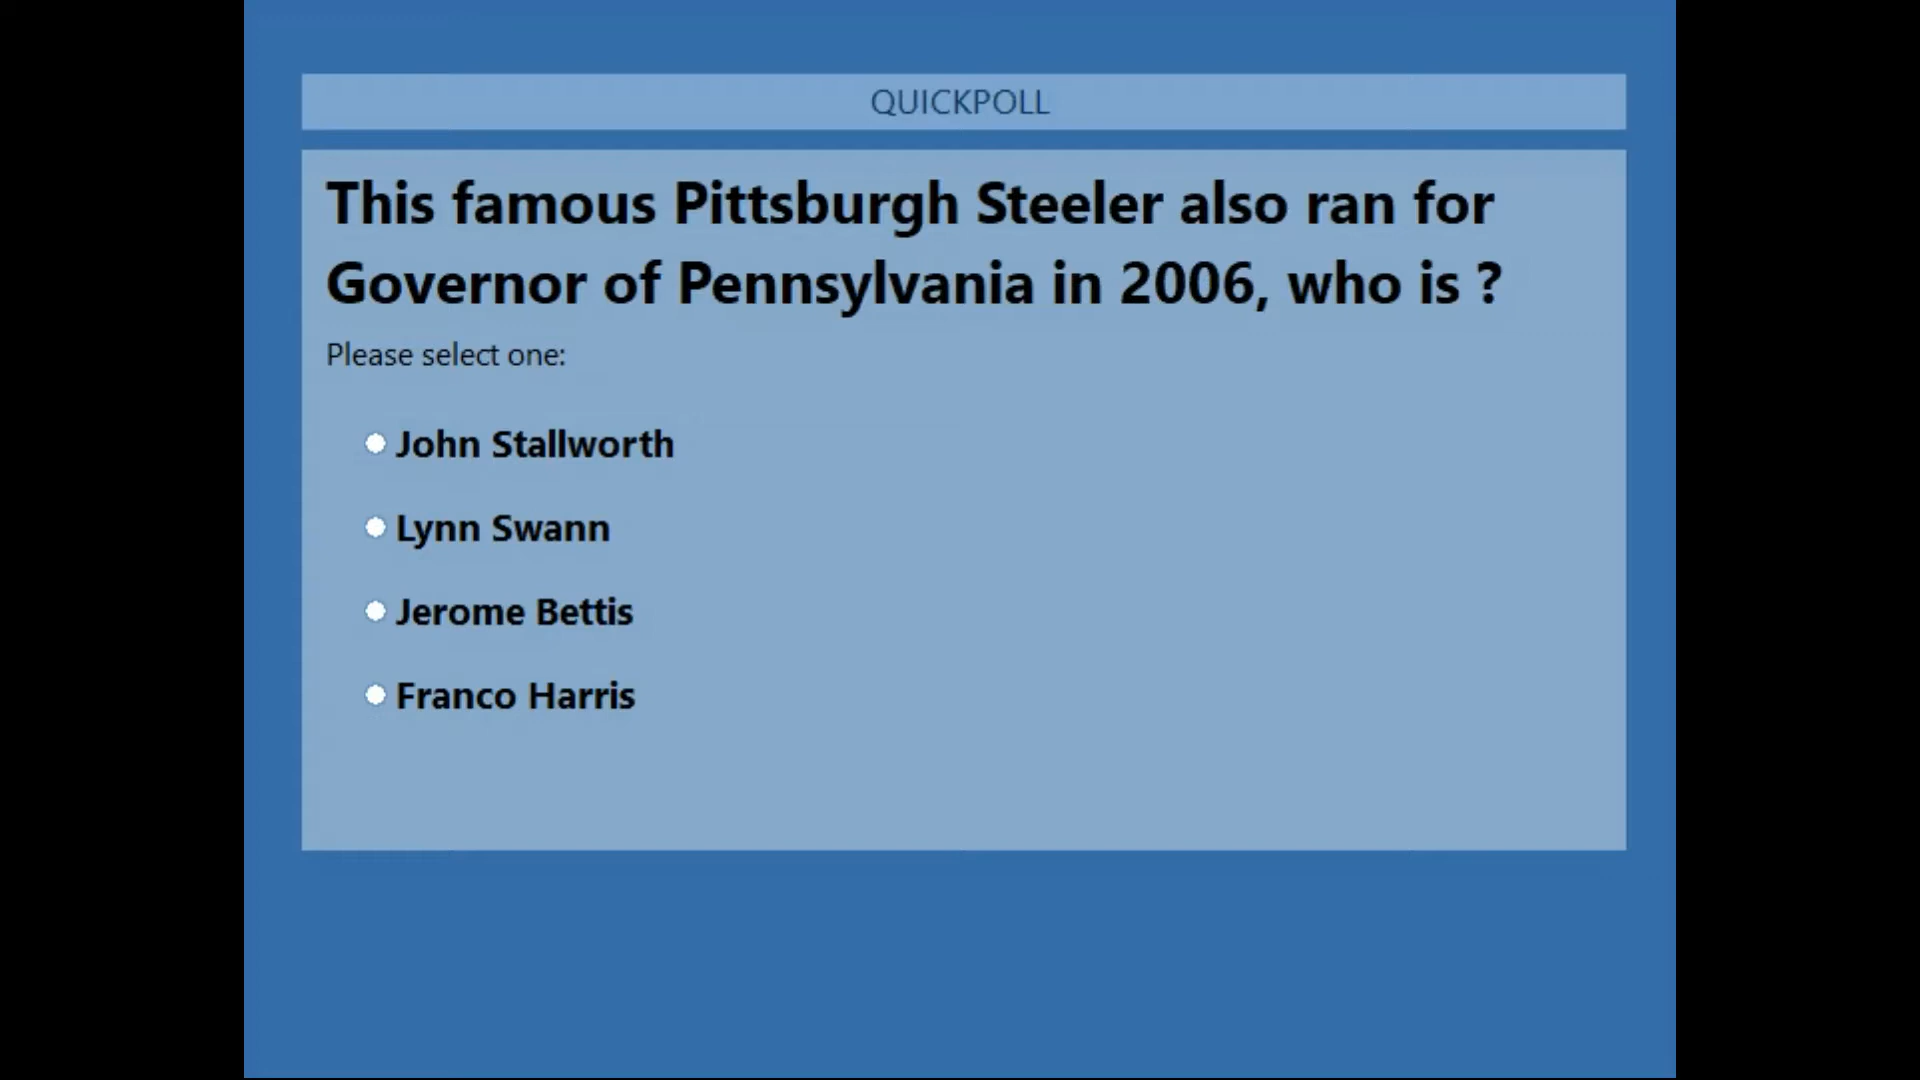 QUICKPOLL
This famous Pittsburgh Steeler also ran for
Governor of Pennsylvania in 2006, who is ?
Please select one:
John Stallworth
Lynn Swann
Jerome Bettis
Franco Harris